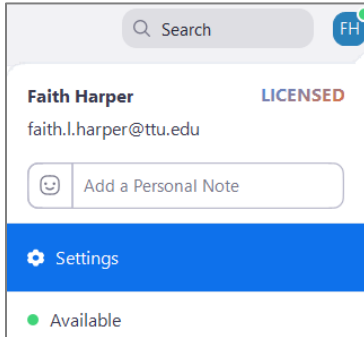 Search
FH
Faith Harper LICENSED
faith.l.harper@ttu.edu
Add a Personal Note
Settings
Available